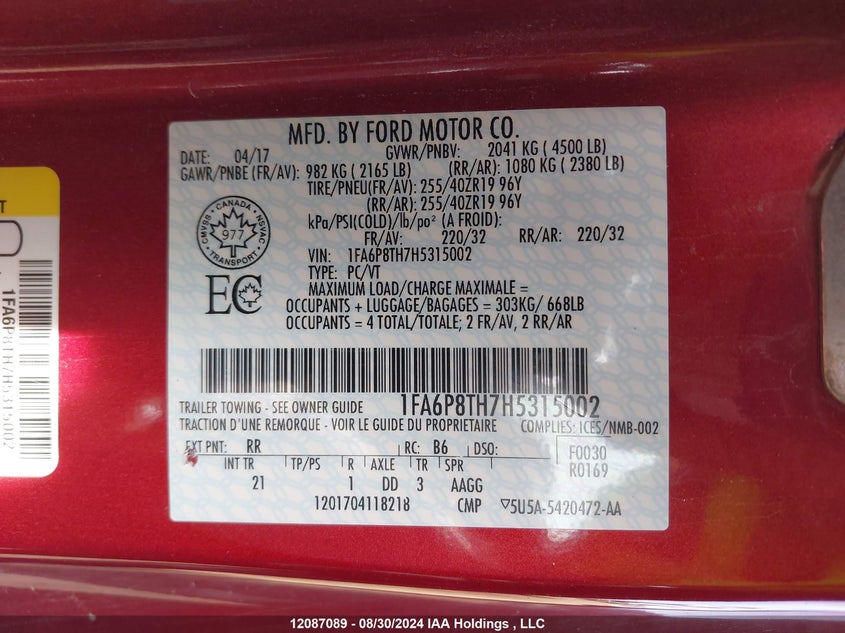 MFD. BY FORD MOTOR CO.
DATE: 04/17 GVWR/PNBV: 2041 KG ( 4500 LB)
GAWR/PNBE (FR/AV): 982 KG ( 2165 LB) (RR/AR): 1080 KG ( 2380 LB)
TIRE/PNEU(FR/AV): 255/40ZR19 96Y
(RR/AR): 255/40ZR19 96Y
kPa/PSI(COLD)/lb/po² (A FROID):
FR/AV: 220/32 RR/AR: 220/32
VIN: 1FA6P8TH7H5315002
TYPE: PC/VT
MAXIMUM LOAD/CHARGE MAXIMALE =
OCCUPANTS + LUGGAGE/BAGAGES = 303KG/ 668LB
OCCUPANTS = 4 TOTAL/TOTALE; 2 FR/AV, 2 RR/AR
CANADA
CMVSS NSVAC
977
TRANSPORT
EC
1FA6P8TH7H5315002
TRAILER TOWING - SEE OWNER GUIDE
TRACTION D'UNE REMORQUE - VOIR LE GUIDE DU PROPRIETAIRE COMPLIES: ICES/NMB-002
EXT PNT: RR RC: B6 DSO: F0030
R0169
INT TR TP/PS R AXLE TR SPR
21 1 DD 3 AAGG
1201704118218 CMP ▽5U5A-5420472-AA
T
1FA6P8TH7H5315002
12087089 - 08/30/2024 IAA Holdings , LLC